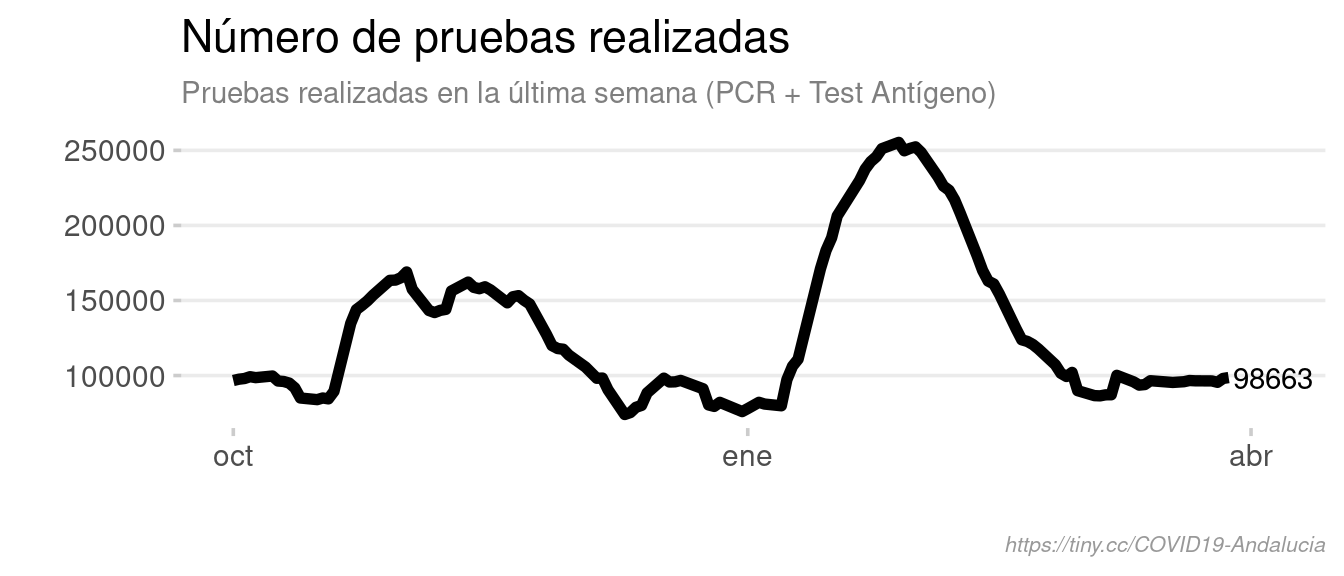 Número de pruebas realizadas
Pruebas realizadas en la última semana (PCR + Test Antígeno)
250000
200000
150000
100000
98663
oct ene abr
https://tiny.cc/COVID19-Andalucia